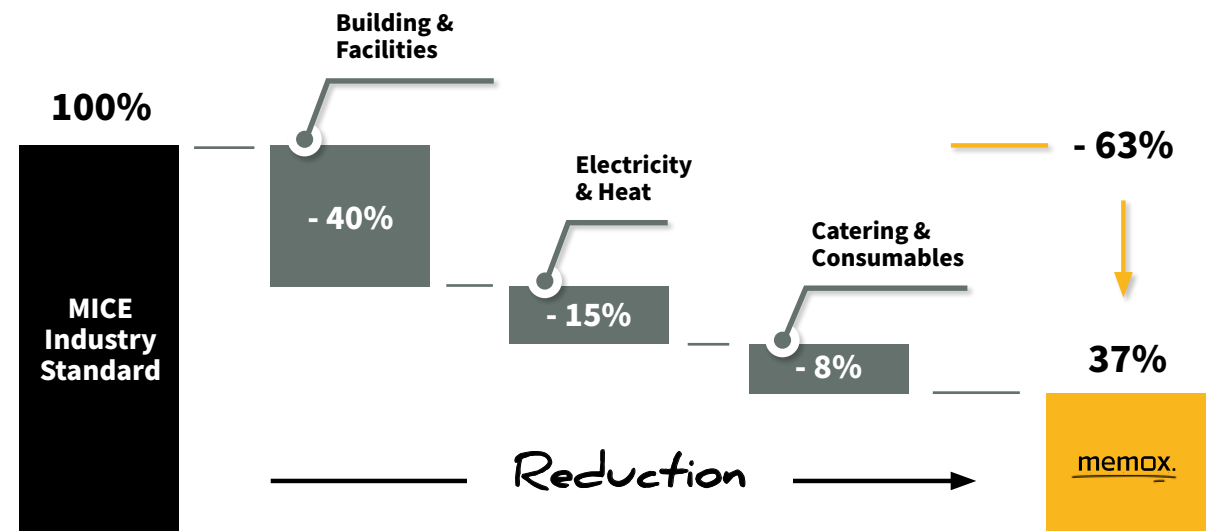 Building &
Facilities
100%
- 63%
Electricity
& Heat
- 40%
Catering &
Consumables
MICE
Industry
Standard
- 15%
37%
- 8%
Reduction
memox.